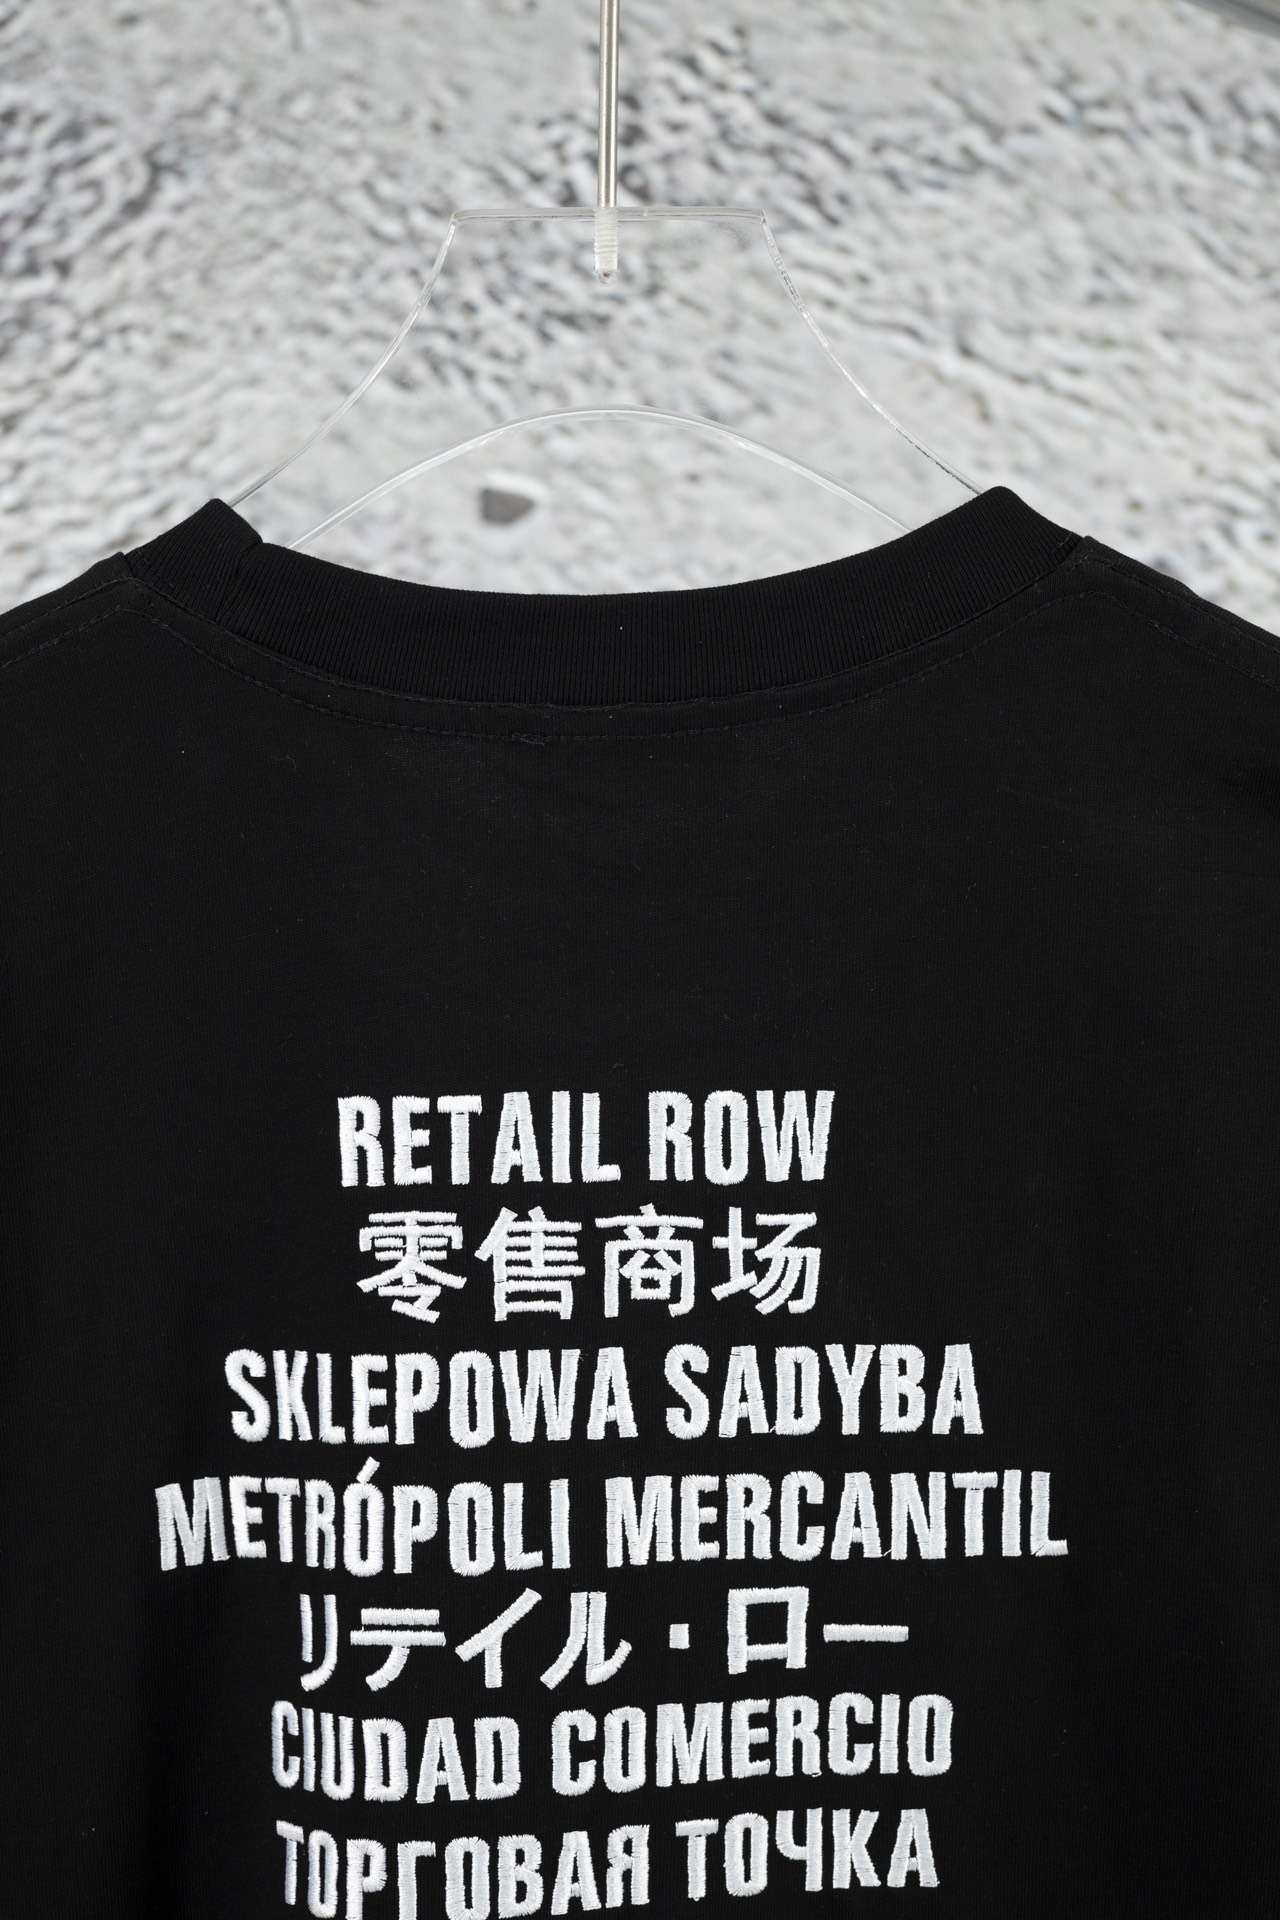 RETAIL ROW
零售商场
SKLEPOWA SADYBA
METRÓPOLI MERCANTIL
リテイル・ロー
CIUDAD COMERCIO
ТОРГОВАЯ ТОЧКА